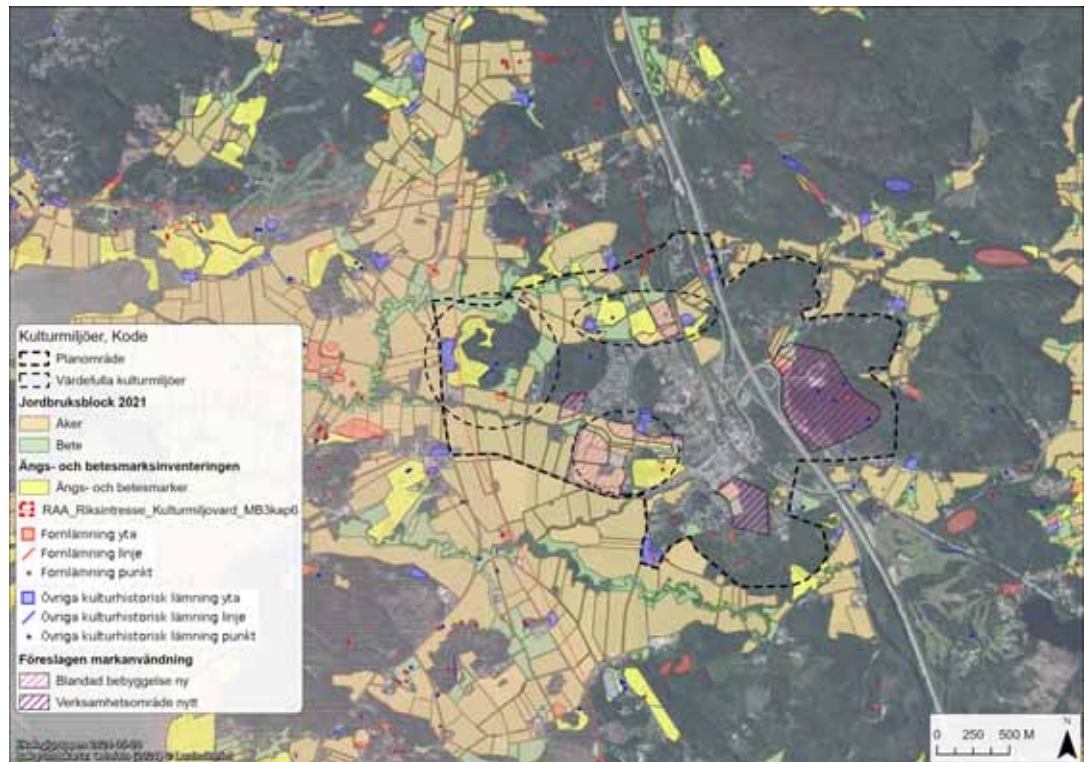 Kulturmiljöer, Kode
Planområde
Värdefulla kulturmiljöer
Jordbruksblock 2021
Åker
Bete
Ängs- och betesmarksinventeringen
Ängs- och betesmarker
RAA_Riksintresse_Kulturmiljovard_MB3kap6
Fornlämning yta
Fornlämning linje
Fornlämning punkt
Övriga kulturhistorisk lämning yta
Övriga kulturhistorisk lämning linje
Övriga kulturhistorisk lämning punkt
Föreslagen markanvändning
Blandad bebyggelse ny
Verksamhetsområde nytt
N
0 250 500 M